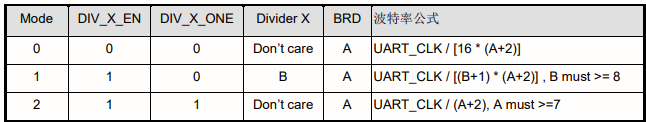 Mode DIV_X_EN DIV_X_ONE Divider X BRD 波特率公式
0 0 0 Don't care A UART_CLK / [16 * (A+2)]
1 1 0 B A UART_CLK / [(B+1) * (A+2)] , B must >= 8
2 1 1 Don't care A UART_CLK / (A+2), A must >=7